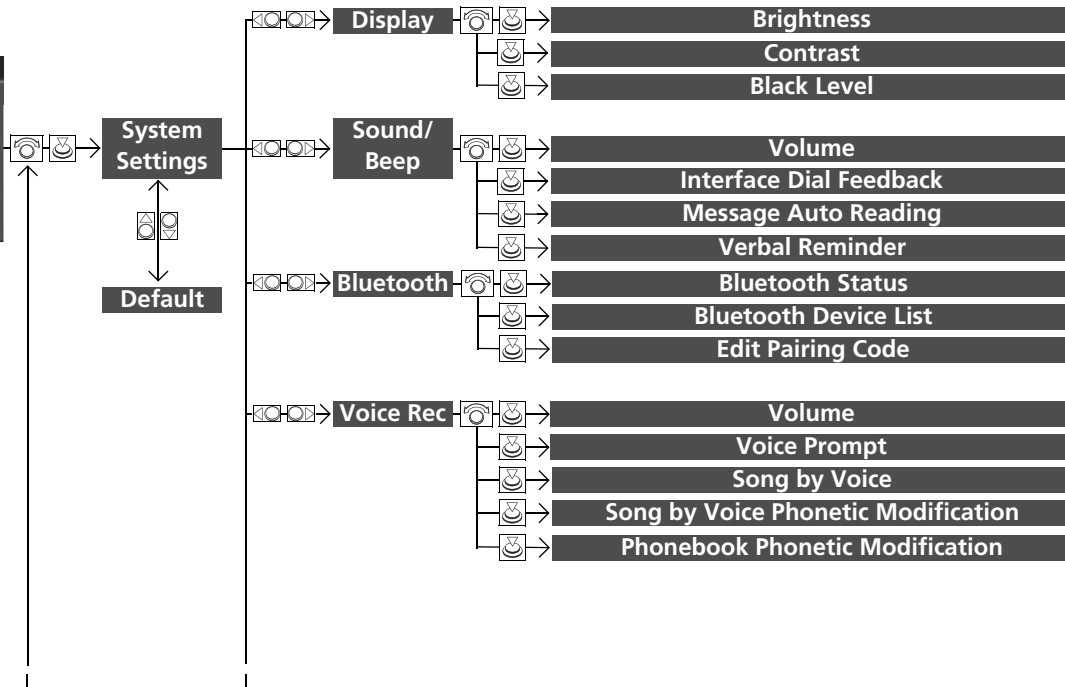 Display
Brightness
Contrast
Black Level
System
Settings
Sound/
Beep
Volume
Interface Dial Feedback
Message Auto Reading
Verbal Reminder
Default
Bluetooth
Bluetooth Status
Bluetooth Device List
Edit Pairing Code
Voice Rec
Volume
Voice Prompt
Song by Voice
Song by Voice Phonetic Modification
Phonebook Phonetic Modification